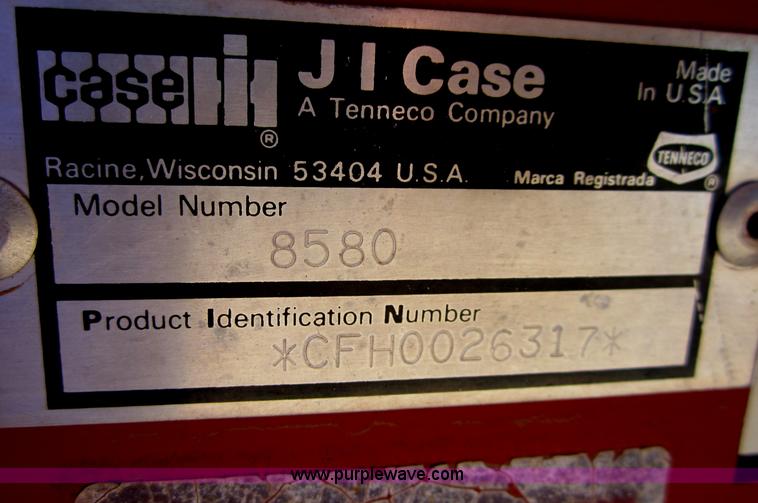 case IH
®
J I Case
A Tenneco Company
Made
In U.S.A.
Racine, Wisconsin 53404 U.S.A.
Marca Registrada
TENNECO
®
Model Number
8580
Product Identification Number
*CFH0026317*
www.purplewave.com